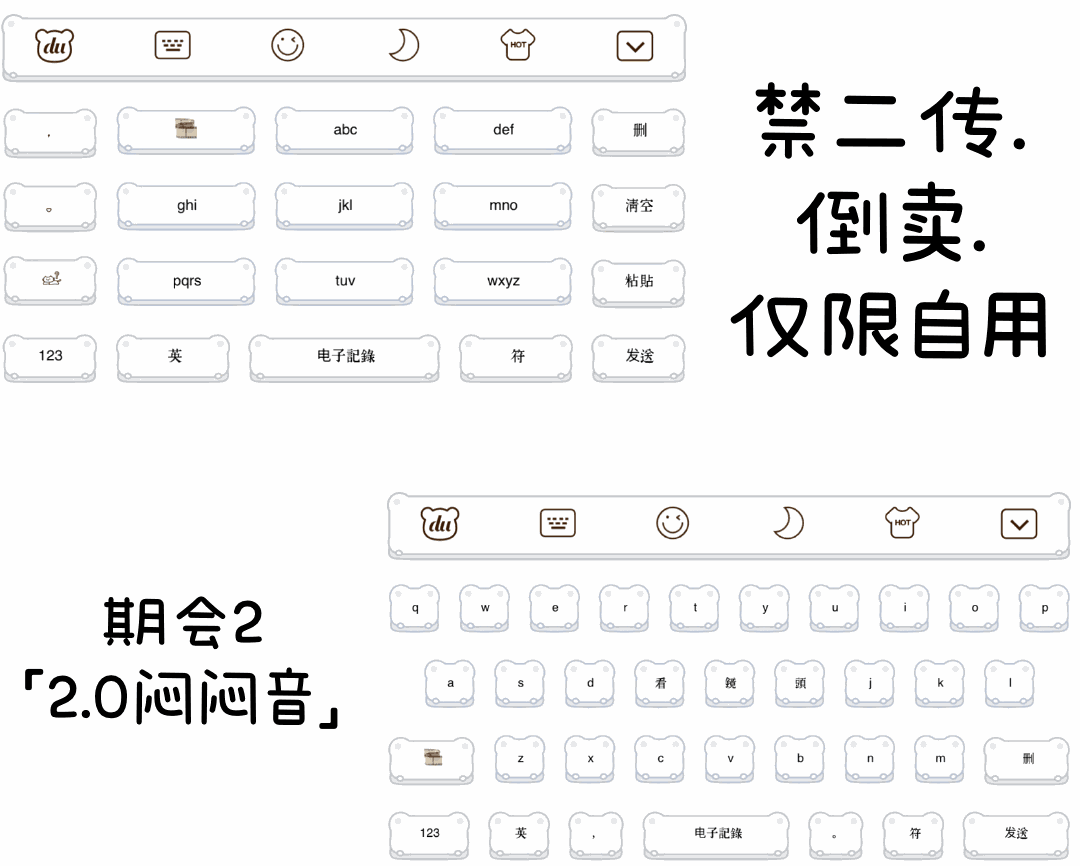 du
HOT
禁二传.
， abc def 删
倒卖.
。 ghi jkl mno 清空
仅限自用
pqrs tuv wxyz 粘貼
123 英 电子記錄 符 发送
du
HOT
期会2
「2.0闷闷音」
q w e r t y u i o p
a s d 看 鏡 頭 j k l
z x c v b n m 删
123 英 ， 电子記錄 。 符 发送